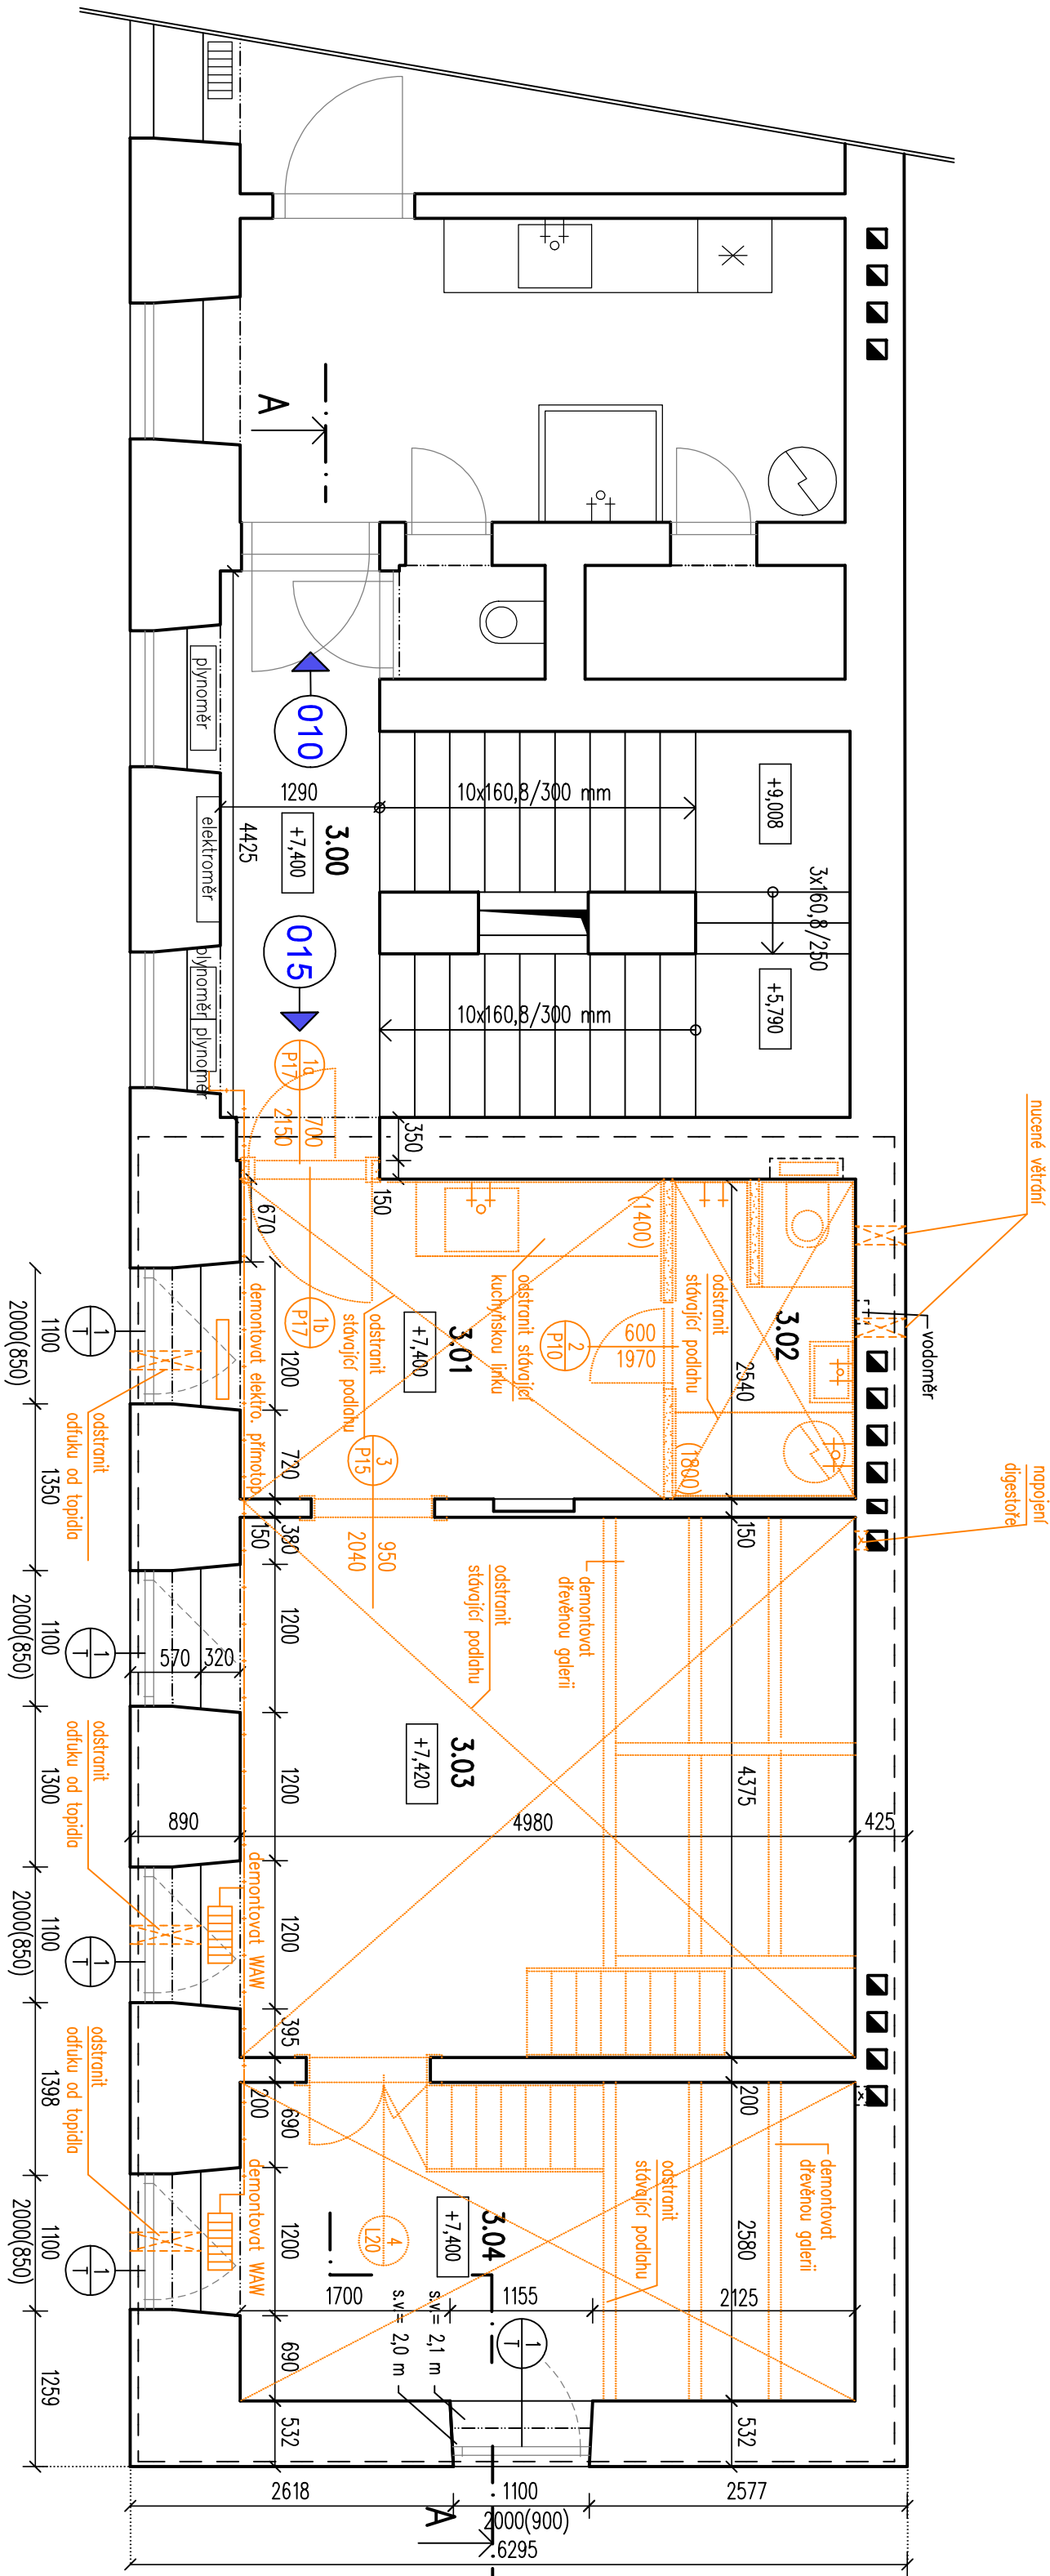 nucené větrání
napojení
digestoře
vodoměr
A
plynoměr
010
1290
4425
elektroměr
3.00
+7,400
10x160,8/300 mm
+9,008
3x160,8/250
+5,790
10x160,8/300 mm
015
plynoměr
plynoměr
1a
P17
700
2150
350
150
670
1b
P17
demontovat elektro. přímotop
odstranit
stávající podlahu
3.01
+7,400
odstranit stávající
kuchyňskou linku
(1400)
2
P10
600
1970
odstranit
stávající podlahu
3.02
2540
(1800)
1200
720
3
P15
950
2040
380
150
150
1
T
1100
2000(850)
odstranit
odfuku od topidla
1350
1200
odstranit
stávající podlahu
demontovat
dřevěnou galerii
570
320
1
T
1100
2000(850)
3.03
+7,420
4375
1200
890
4980
425
odstranit
odfuku od topidla
1300
demontovat WAW
1200
1
T
1100
2000(850)
395
200
690
200
odstranit
odfuku od topidla
1398
demontovat WAW
1200
4
L20
3.04
+7,400
odstranit
stávající podlahu
demontovat
dřevěnou galerii
2580
1700
1155
2125
1
T
1100
2000(850)
s.v.= 2,1 m
s.v.= 2,0 m
1
T
690
532
532
1259
2618
1100
2000(900)
2577
6295
A